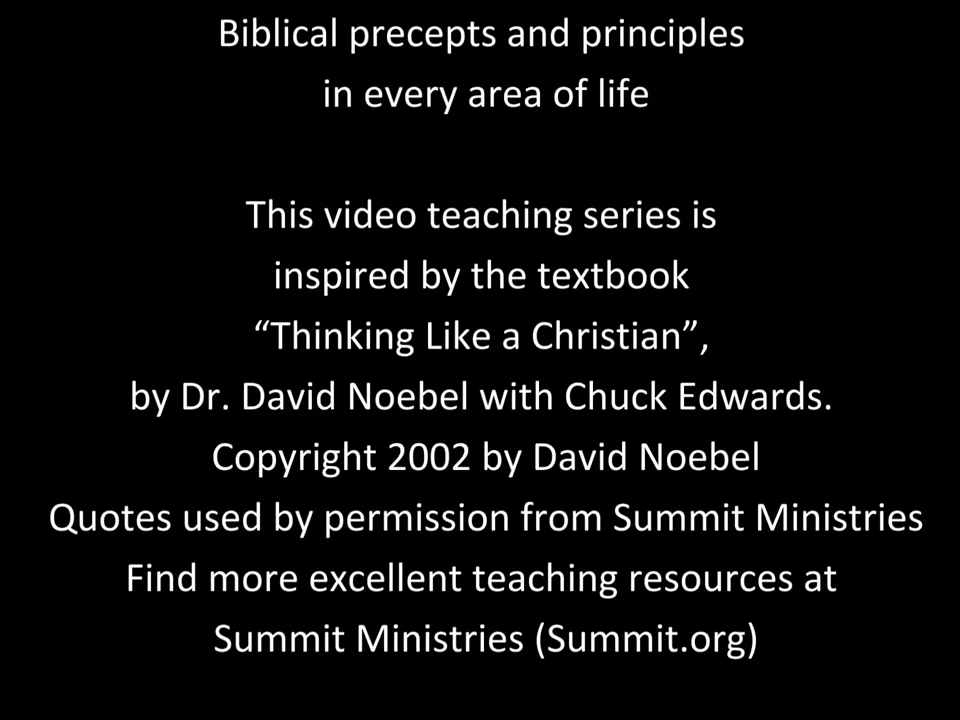 Biblical precepts and principles
in every area of life
This video teaching series is
inspired by the textbook
“Thinking Like a Christian”,
by Dr. David Noebel with Chuck Edwards.
Copyright 2002 by David Noebel
Quotes used by permission from Summit Ministries
Find more excellent teaching resources at
Summit Ministries (Summit.org)